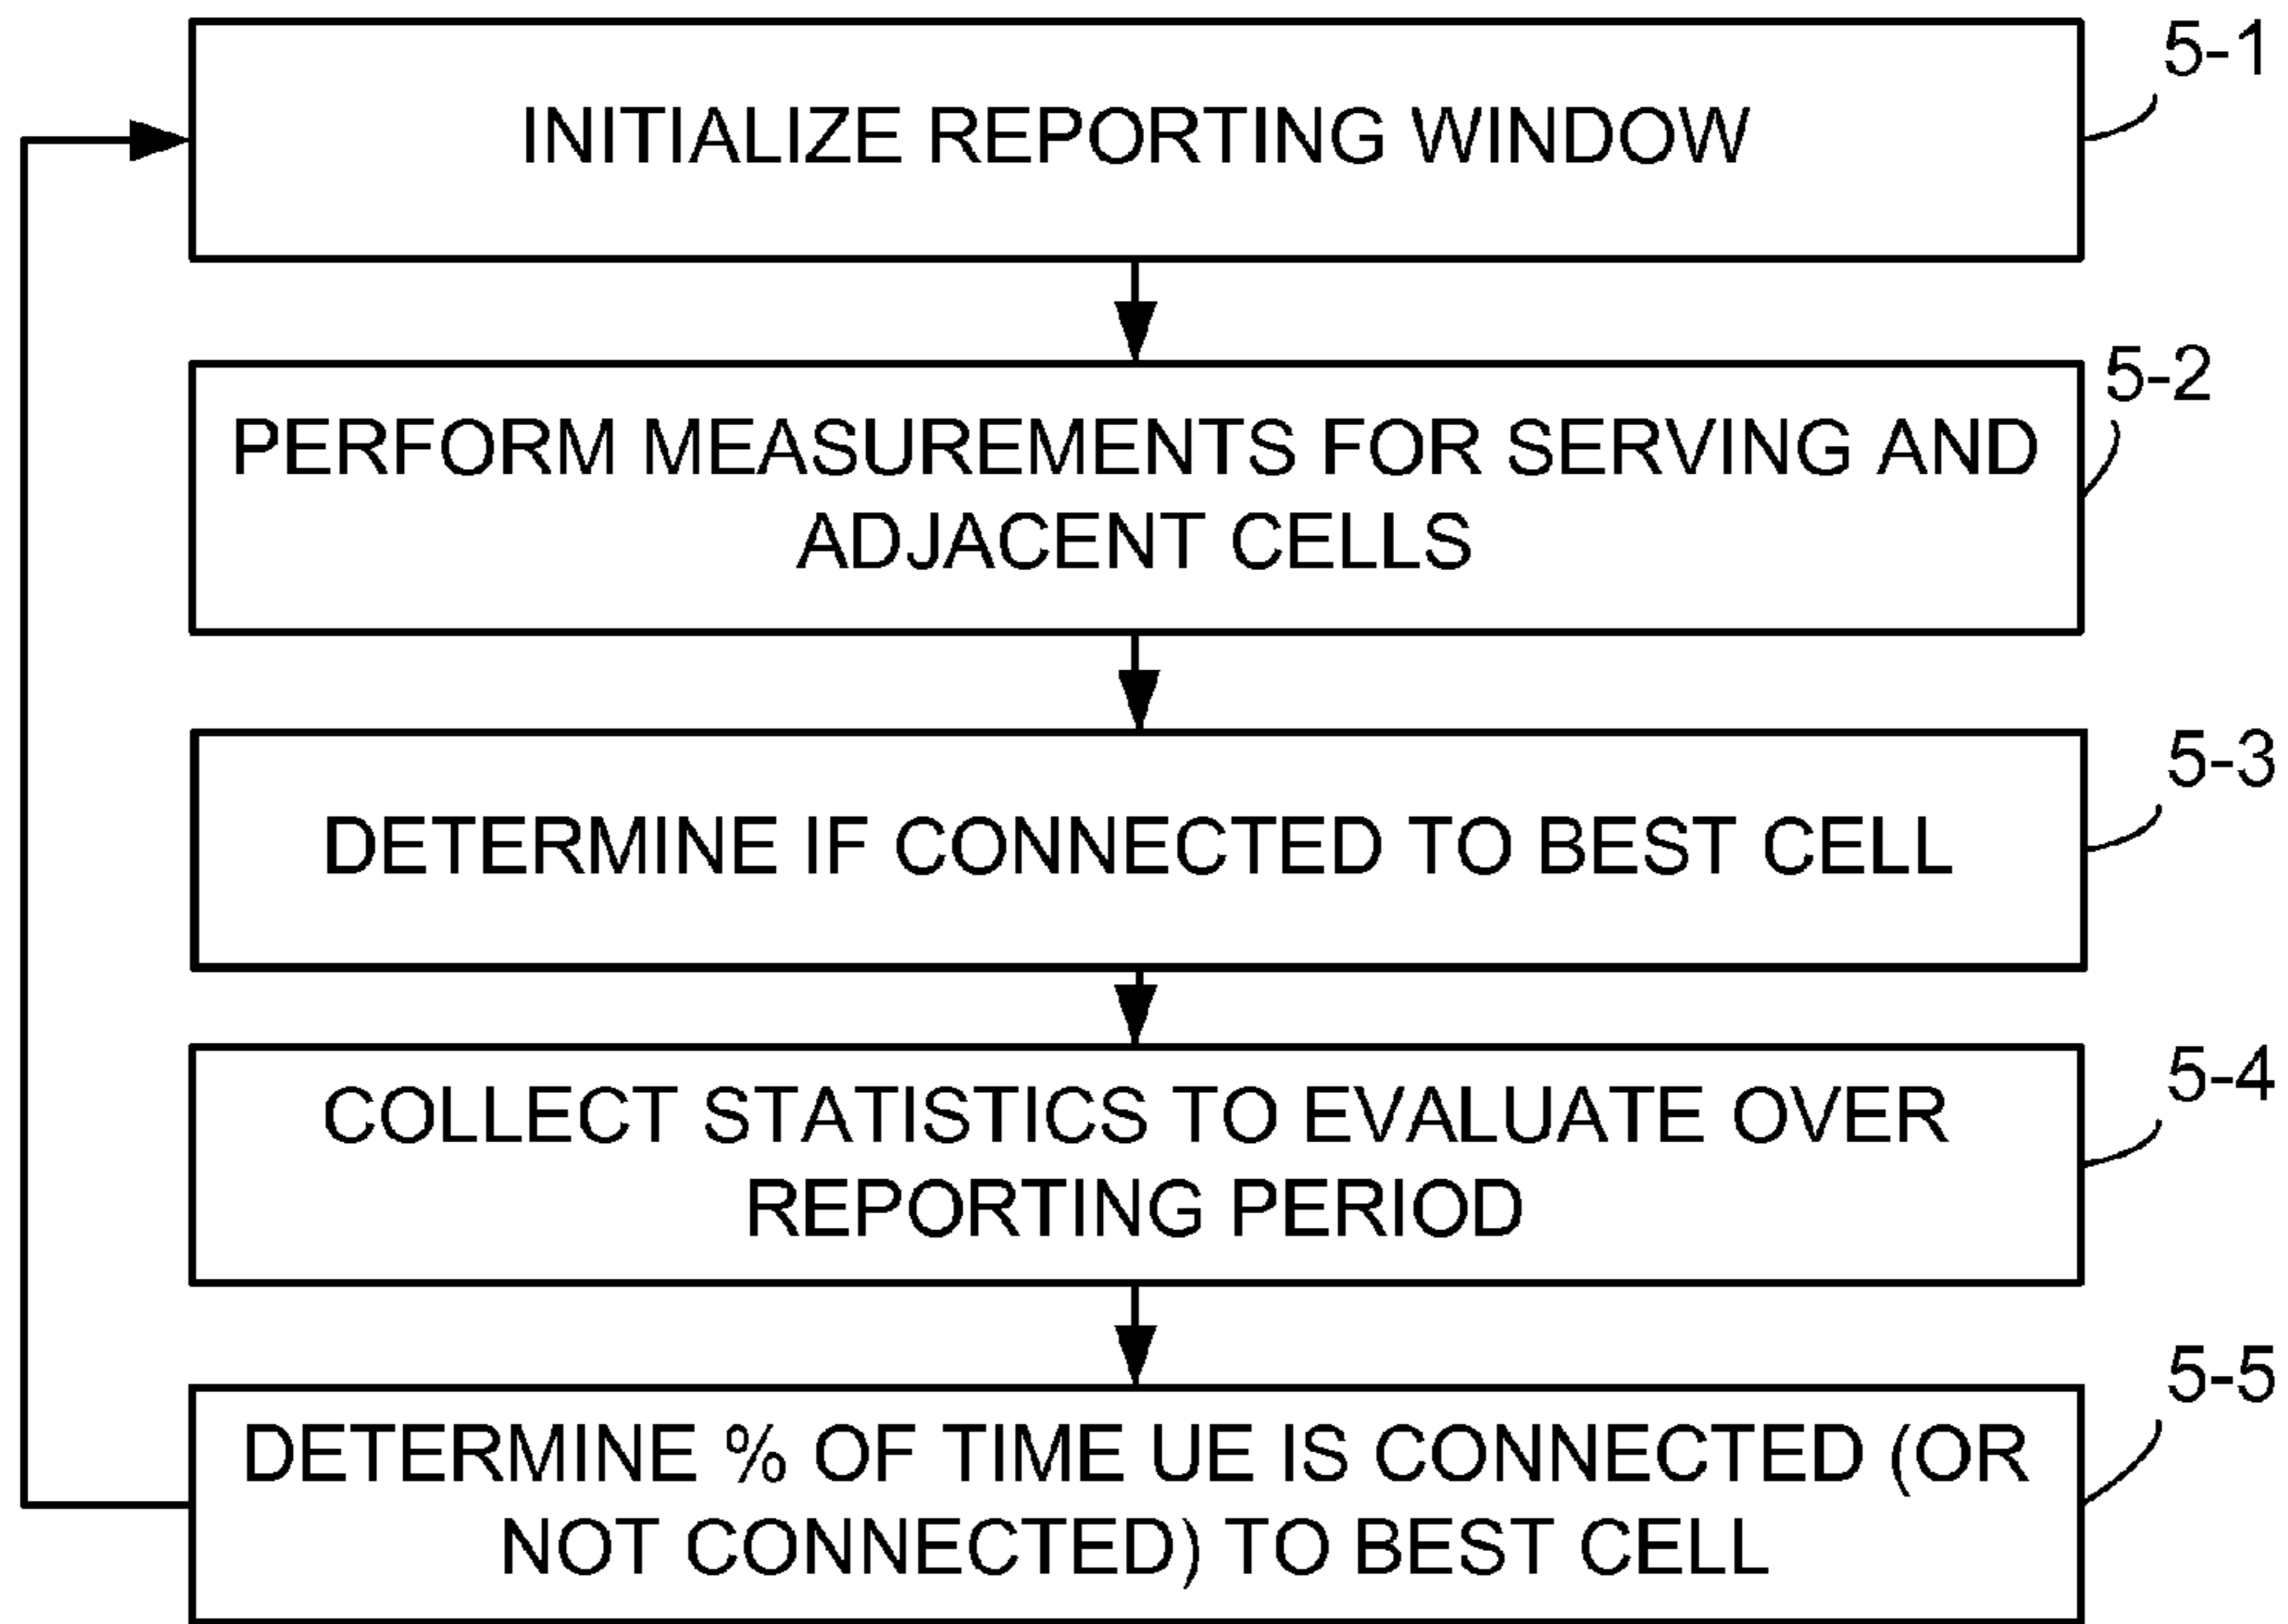 5-1
INITIALIZE REPORTING WINDOW
5-2
PERFORM MEASUREMENTS FOR SERVING AND
ADJACENT CELLS
5-3
DETERMINE IF CONNECTED TO BEST CELL
5-4
COLLECT STATISTICS TO EVALUATE OVER
REPORTING PERIOD
5-5
DETERMINE % OF TIME UE IS CONNECTED (OR
NOT CONNECTED) TO BEST CELL